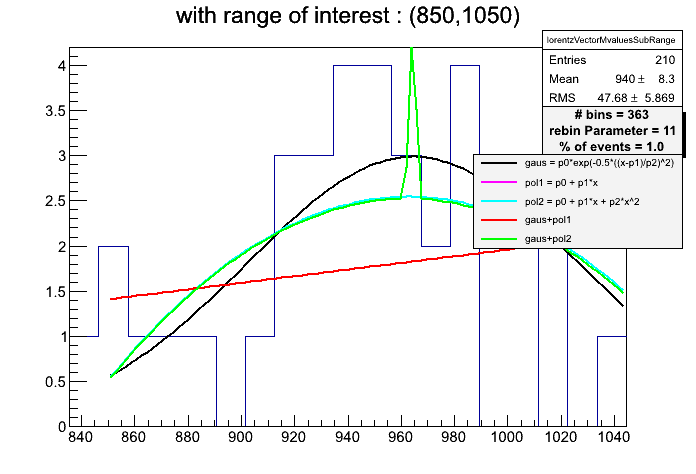 with range of interest : (850,1050)
lorentzVectorMvaluesSubRange
Entries 210
Mean 940 ± 8.3
RMS 47.68 ± 5.869
# bins = 363
rebin Parameter = 11
% of events = 1.0
gaus = p0*exp(-0.5*((x-p1)/p2)^2)
pol1 = p0 + p1*x
pol2 = p0 + p1*x + p2*x^2
gaus+pol1
gaus+pol2
4
3.5
3
2.5
2
1.5
1
0.5
0
840 860 880 900 920 940 960 980 1000 1020 1040